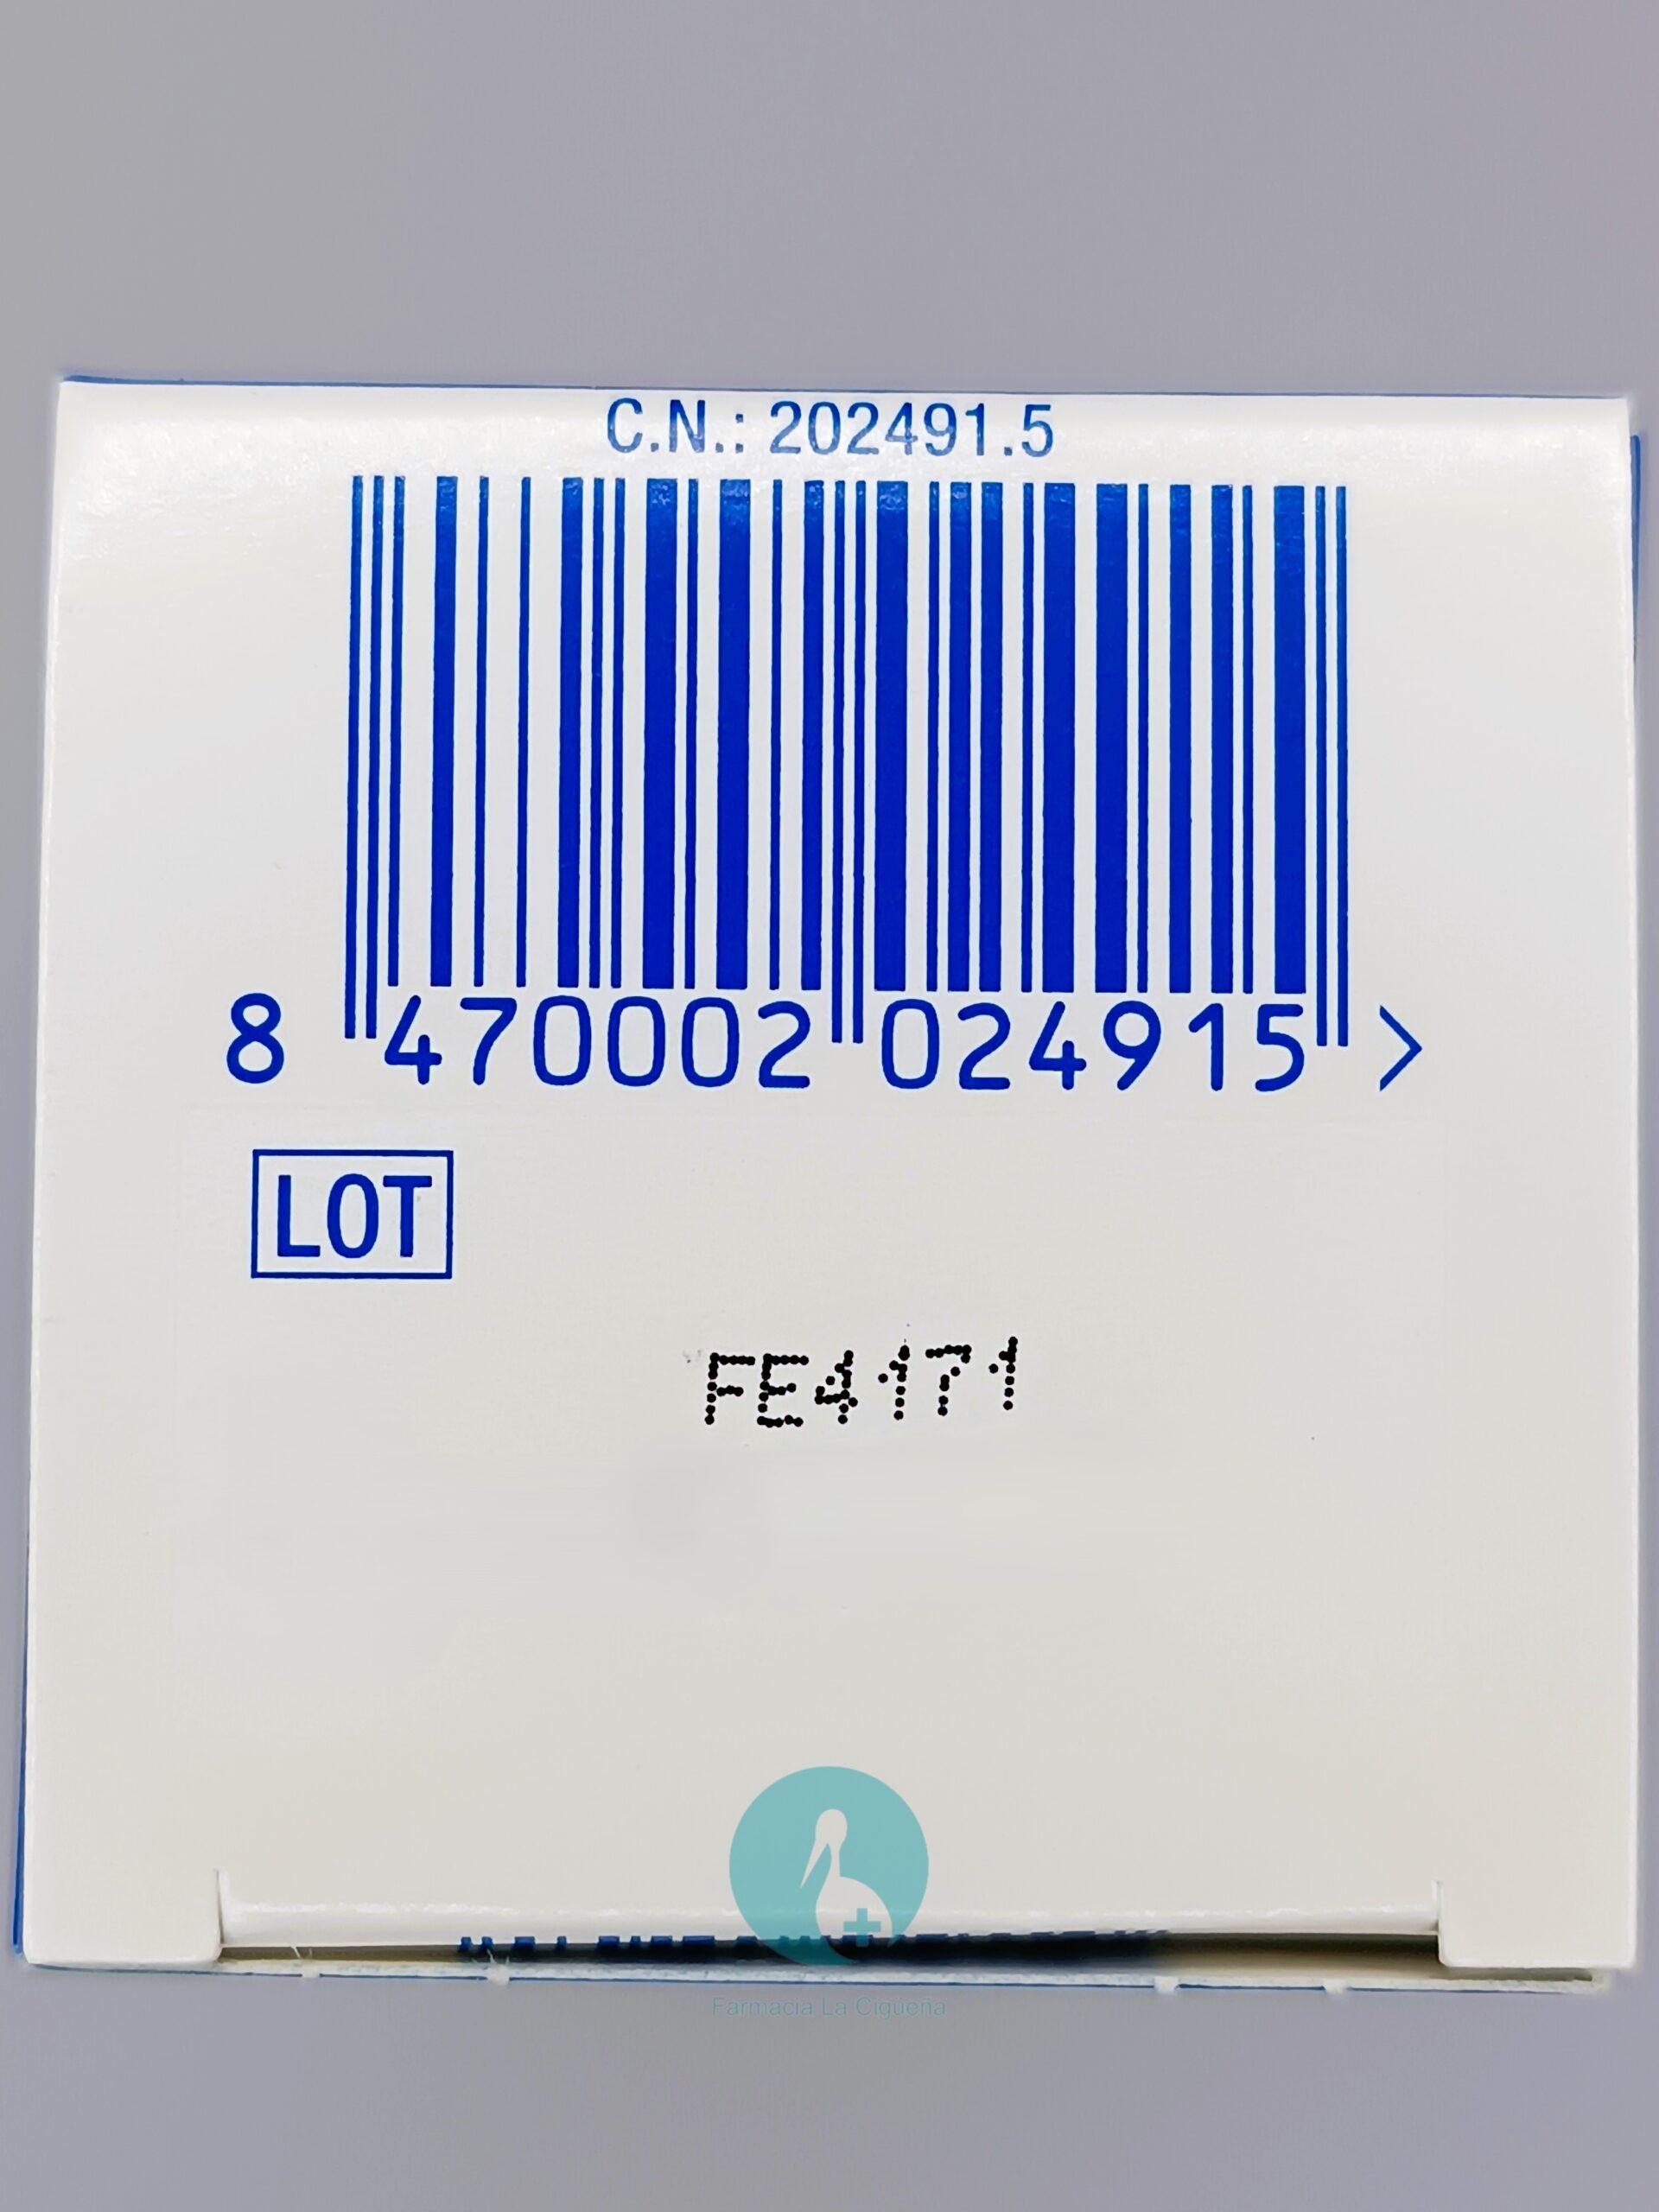 C.N.: 202491.5
8 470002 024915 >
LOT
FE4171
Farmacia La Cigueña